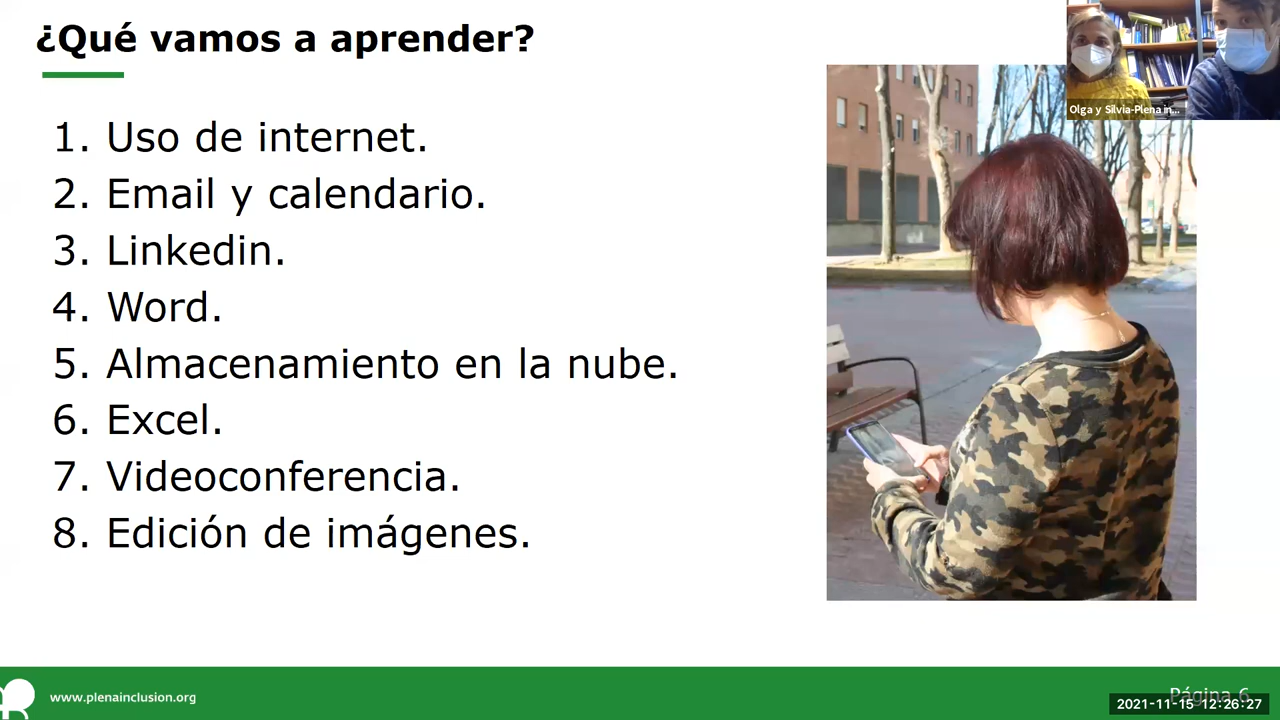 ¿Qué vamos a aprender?
1. Uso de internet.
2. Email y calendario.
3. Linkedin.
4. Word.
5. Almacenamiento en la nube.
6. Excel.
7. Videoconferencia.
8. Edición de imágenes.
Olga y Silvia-Plena in...
www.plenainclusion.org
Página 6
2021-11-15 12:26:27